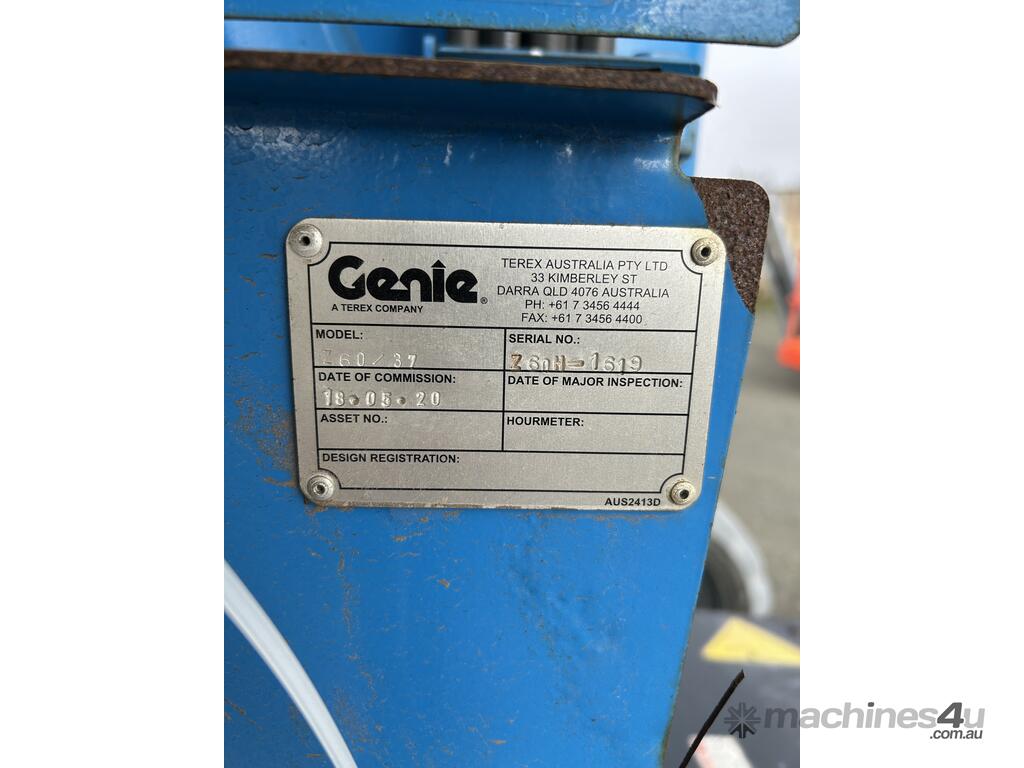 Genie®
A TEREX COMPANY
TEREX AUSTRALIA PTY LTD
33 KIMBERLEY ST
DARRA QLD 4076 AUSTRALIA
PH: +61 7 3456 4444
FAX: +61 7 3456 4400
MODEL:
Z60/37
SERIAL NO.:
Z60H-1619
DATE OF COMMISSION:
18.05.20
DATE OF MAJOR INSPECTION:
ASSET NO.:
HOURMETER:
DESIGN REGISTRATION:
AUS2413D
machines4u
.com.au